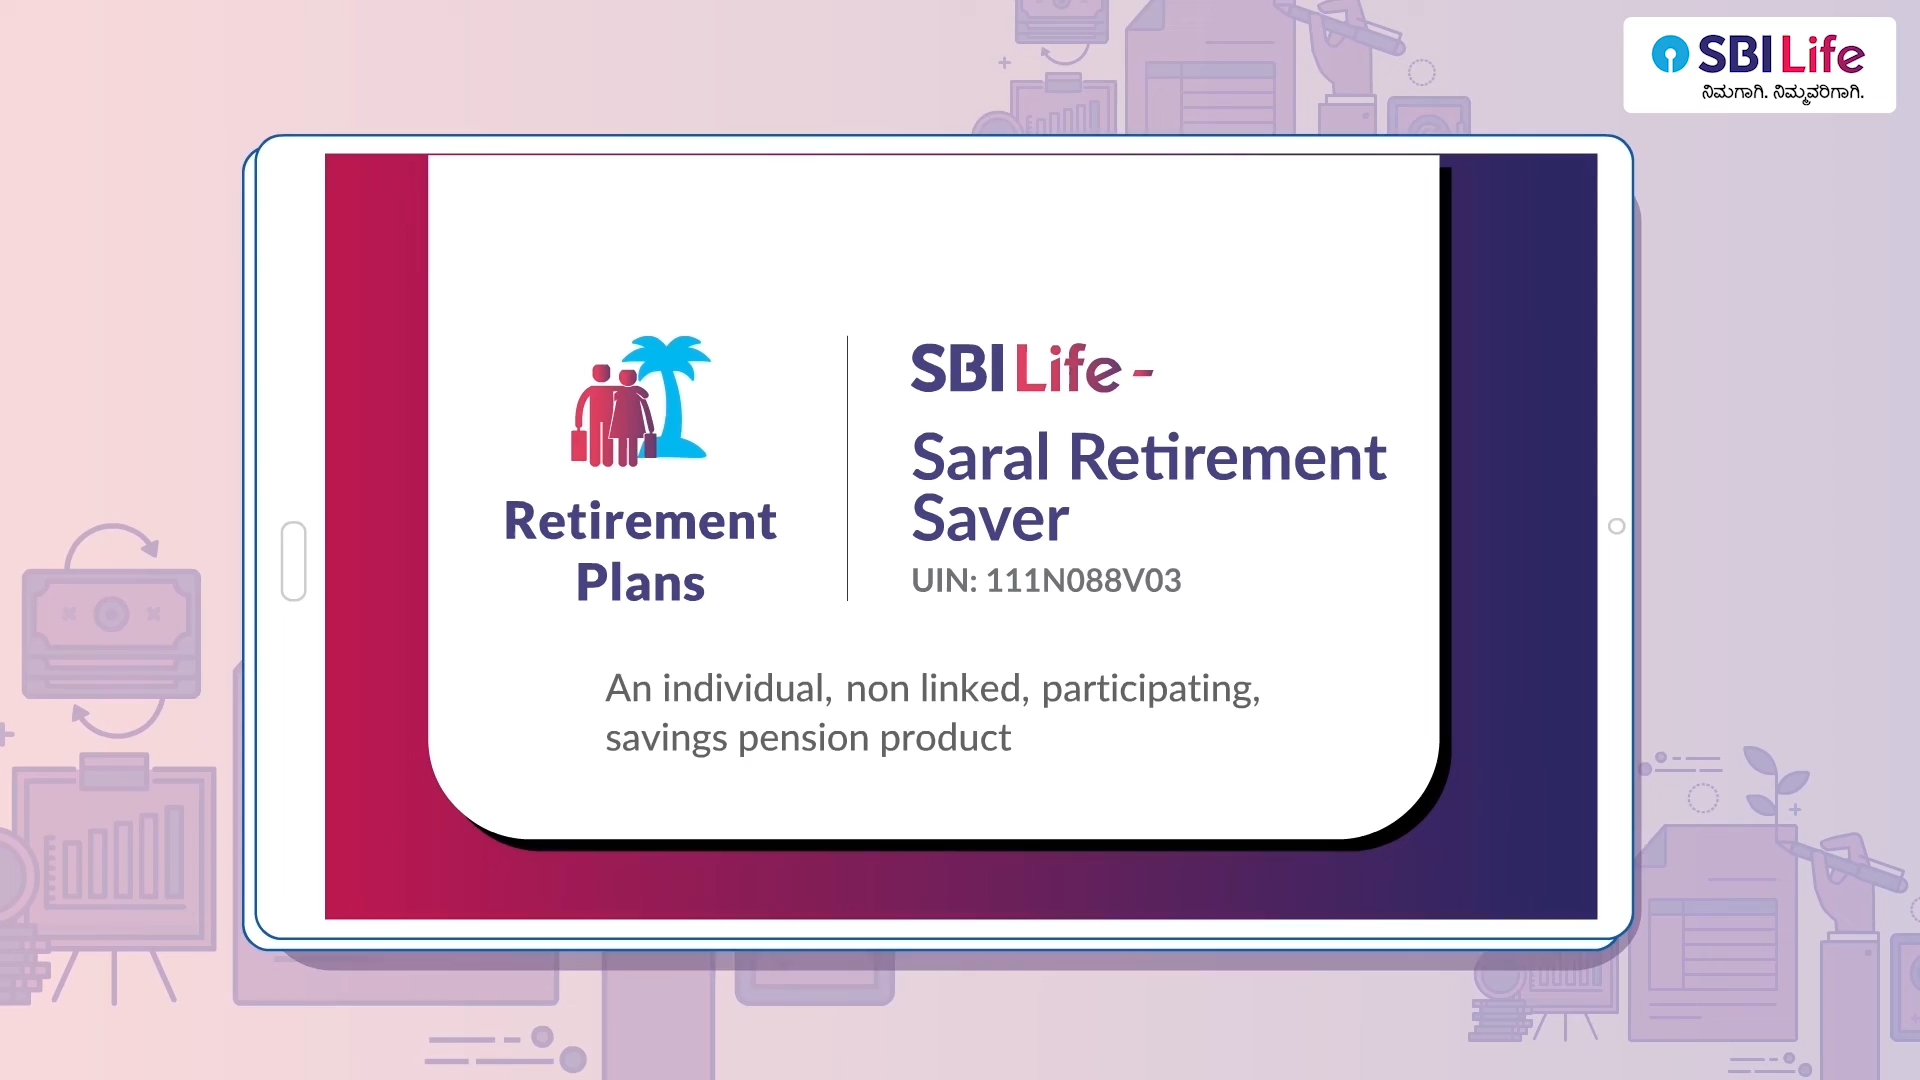 SBI Life
ನಿಮಗಾಗಿ. ನಿಮ್ಮವರಿಗಾಗಿ.
Retirement
Plans
SBI Life -
Saral Retirement
Saver
UIN: 111N088V03
An individual, non linked, participating,
savings pension product